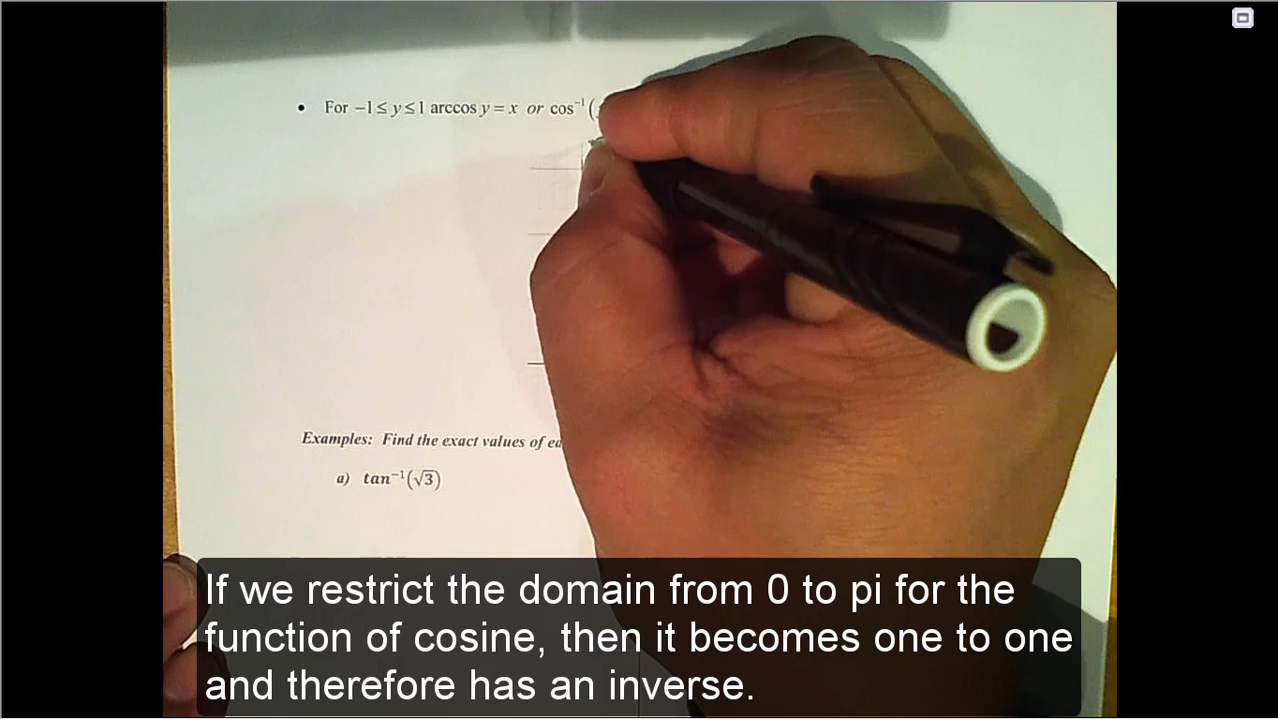 • For −1 ≤ y ≤ 1 arccos y = x or cos⁻¹(
Examples: Find the exact values of
a) tan⁻¹(√3)
If we restrict the domain from 0 to pi for the
function of cosine, then it becomes one to one
and therefore has an inverse.